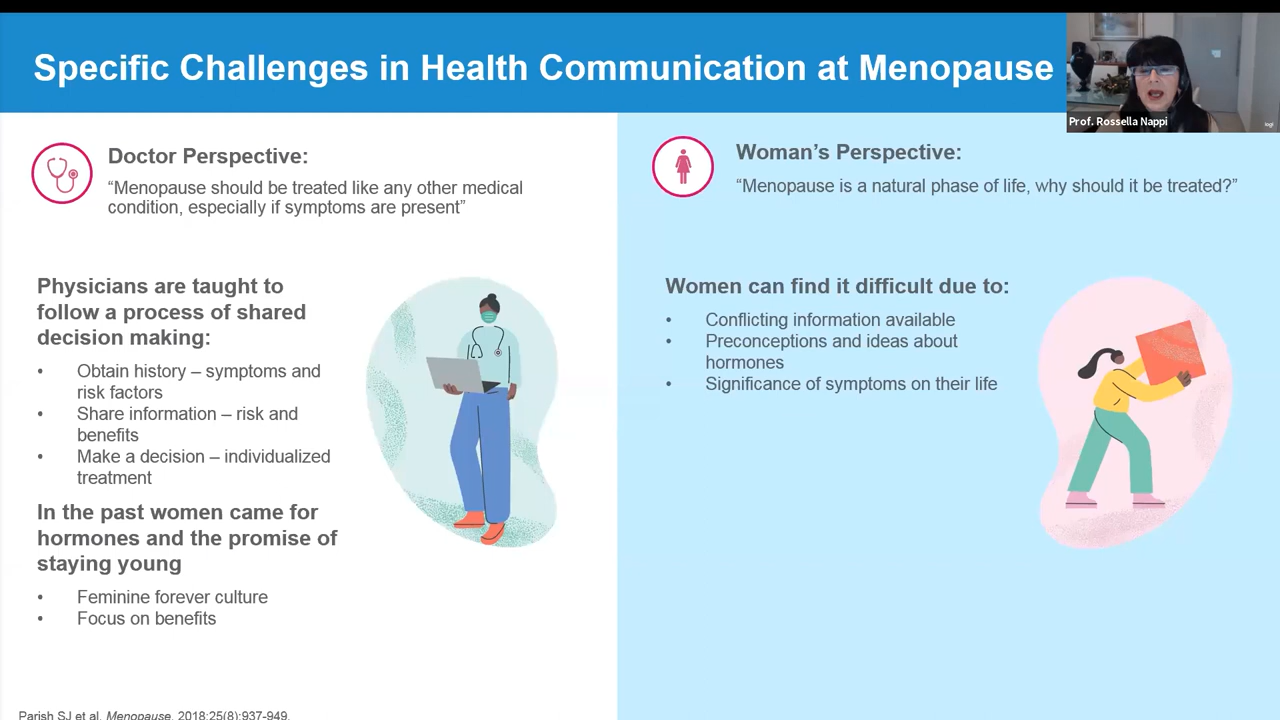 Specific Challenges in Health Communication at Menopause
Prof. Rossella Nappi
logi
Doctor Perspective:
“Menopause should be treated like any other medical
condition, especially if symptoms are present”
Physicians are taught to
follow a process of shared
decision making:
• Obtain history – symptoms and
risk factors
• Share information – risk and
benefits
• Make a decision – individualized
treatment
In the past women came for
hormones and the promise of
staying young
• Feminine forever culture
• Focus on benefits
Woman’s Perspective:
“Menopause is a natural phase of life, why should it be treated?”
Women can find it difficult due to:
• Conflicting information available
• Preconceptions and ideas about
hormones
• Significance of symptoms on their life
Parish SJ et al. Menopause. 2018;25(8):937-949.